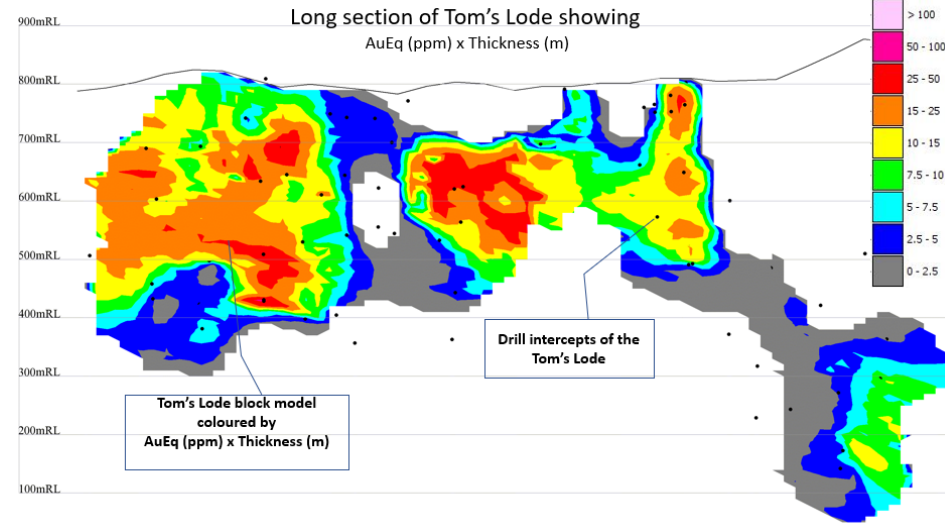 Long section of Tom's Lode showing
AuEq (ppm) x Thickness (m)
900mRL
800mRL
700mRL
600mRL
500mRL
400mRL
300mRL
200mRL
100mRL
> 100
50 - 100
25 - 50
15 - 25
10 - 15
7.5 - 10
5 - 7.5
2.5 - 5
0 - 2.5
Drill intercepts of the
Tom's Lode
Tom's Lode block model
coloured by
AuEq (ppm) x Thickness (m)